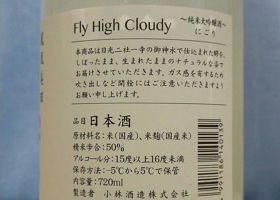 Fly High Cloudy
～純米大吟醸酒～
にごり
本商品は日光二社一寺の御神水で仕込まれた醪を、
しぼったまま、生まれたままのナチュラルな姿で
お届けさせていただきます。ガス感を有するため
吹き出しなど開栓にはご注意いただきますようお
願い申し上げます。
品目 日本酒
原材料名:米(国産)、米麹(国産米)
精米歩合:50%
アルコール分:15度以上16度未満
保存方法:-5℃から5℃で保存
内容量:720ml
製造者 小林酒造株式会社